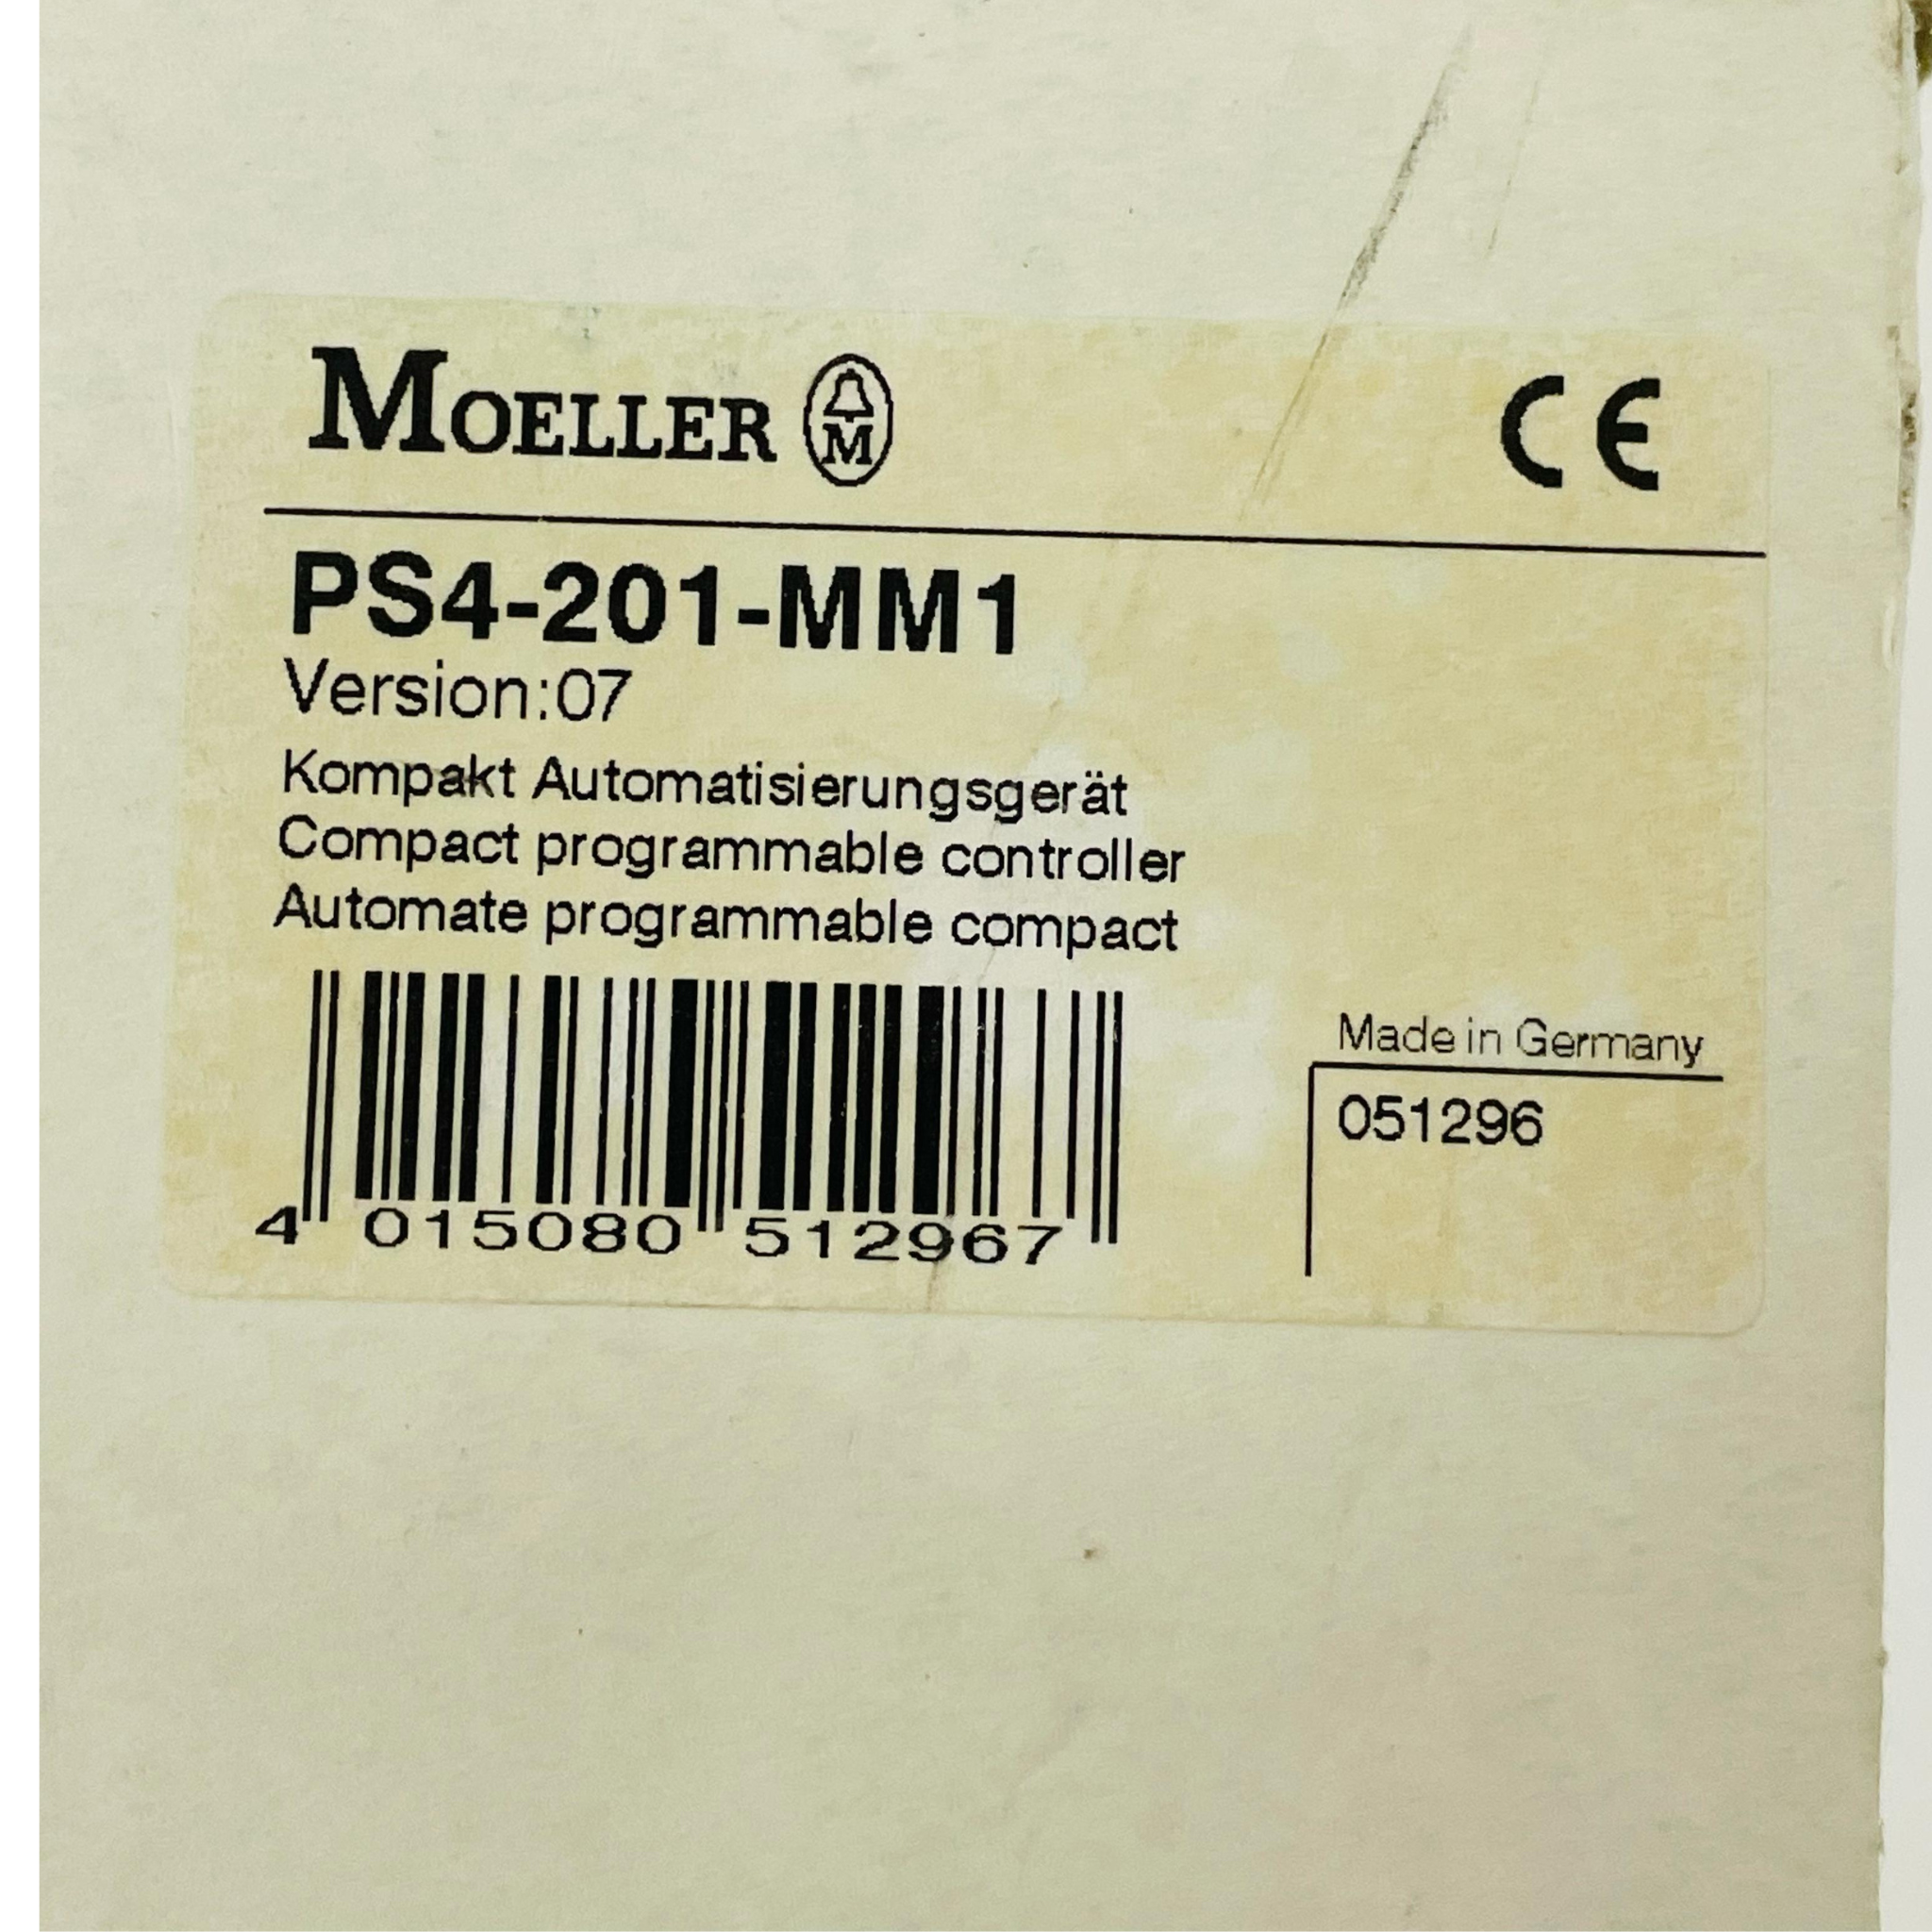 MOELLER M CE
PS4-201-MM1
Version:07
Kompakt Automatisierungsgerät
Compact programmable controller
Automate programmable compact
Made in Germany
051296
4 015080 512967